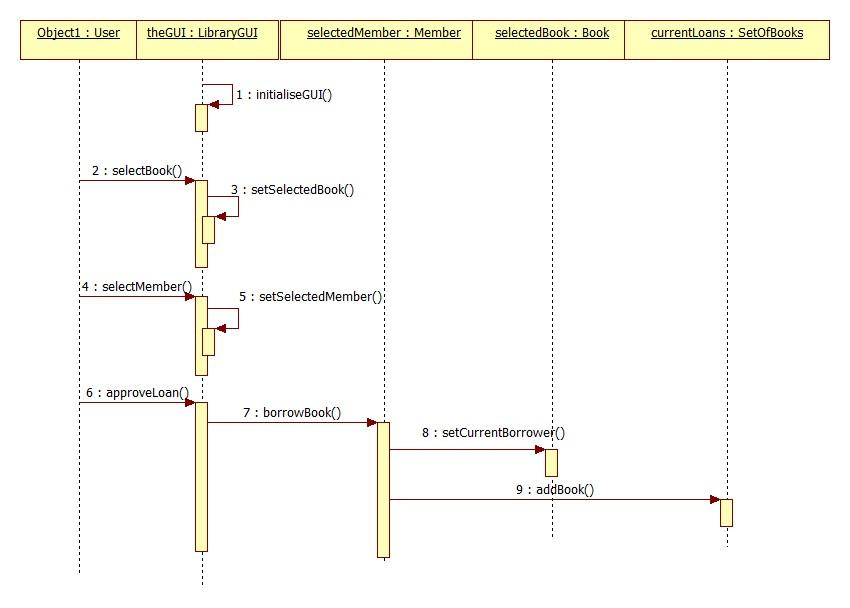 Object1 : User
theGUI : LibraryGUI
selectedMember : Member
selectedBook : Book
currentLoans : SetOfBooks
1 : initialiseGUI()
2 : selectBook()
3 : setSelectedBook()
4 : selectMember()
5 : setSelectedMember()
6 : approveLoan()
7 : borrowBook()
8 : setCurrentBorrower()
9 : addBook()